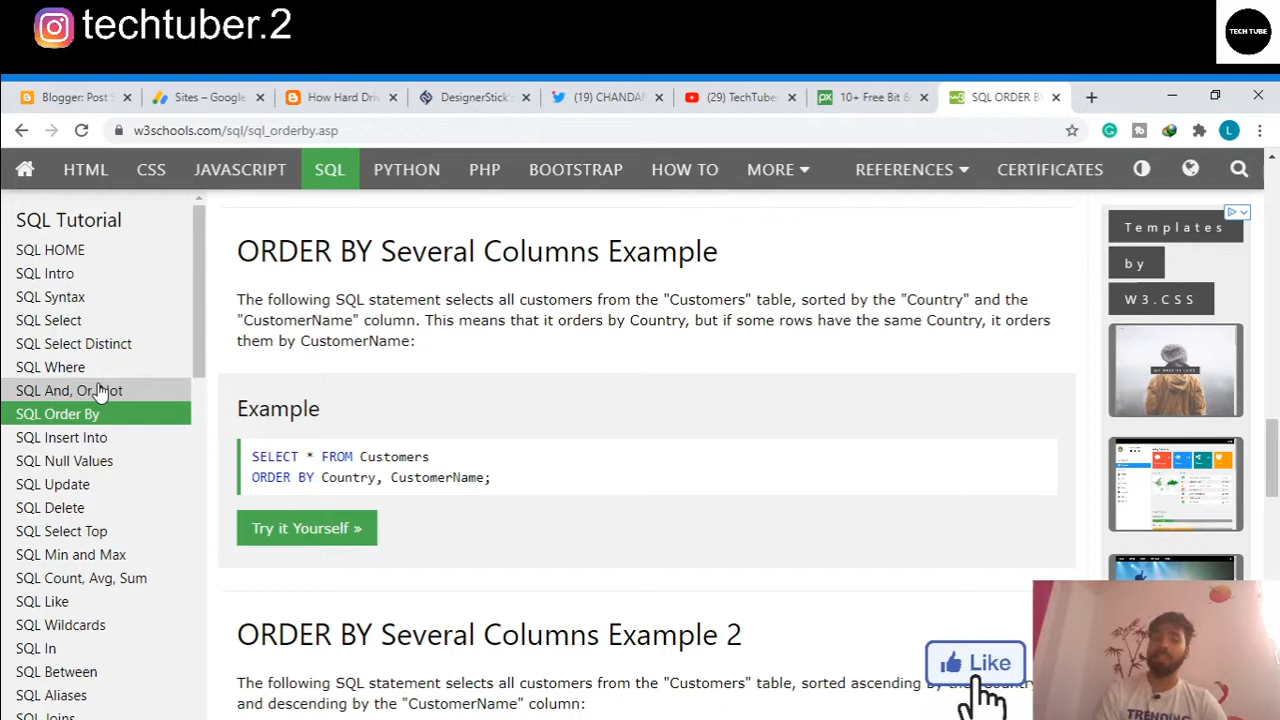 techtuber.2
TECH TUBE
Blogger: Post S
Sites – Google
How Hard Driv
DesignerStick's
(19) CHANDAN
(29) TechTuber
10+ Free Bit &
SQL ORDER BY
w3schools.com/sql/sql_orderby.asp
L
HTML CSS JAVASCRIPT SQL PYTHON PHP BOOTSTRAP HOW TO MORE REFERENCES CERTIFICATES
SQL Tutorial
SQL HOME
SQL Intro
SQL Syntax
SQL Select
SQL Select Distinct
SQL Where
SQL And, Or, Not
SQL Order By
SQL Insert Into
SQL Null Values
SQL Update
SQL Delete
SQL Select Top
SQL Min and Max
SQL Count, Avg, Sum
SQL Like
SQL Wildcards
SQL In
SQL Between
SQL Aliases
SQL Joins
ORDER BY Several Columns Example
The following SQL statement selects all customers from the "Customers" table, sorted by the "Country" and the
"CustomerName" column. This means that it orders by Country, but if some rows have the same Country, it orders
them by CustomerName:
Example
SELECT * FROM Customers
ORDER BY Country, CustomerName;
Try it Yourself »
ORDER BY Several Columns Example 2
The following SQL statement selects all customers from the "Customers" table, sorted ascending by the "Country"
and descending by the "CustomerName" column:
Templates
by
W3.CSS
Like
TRENDING